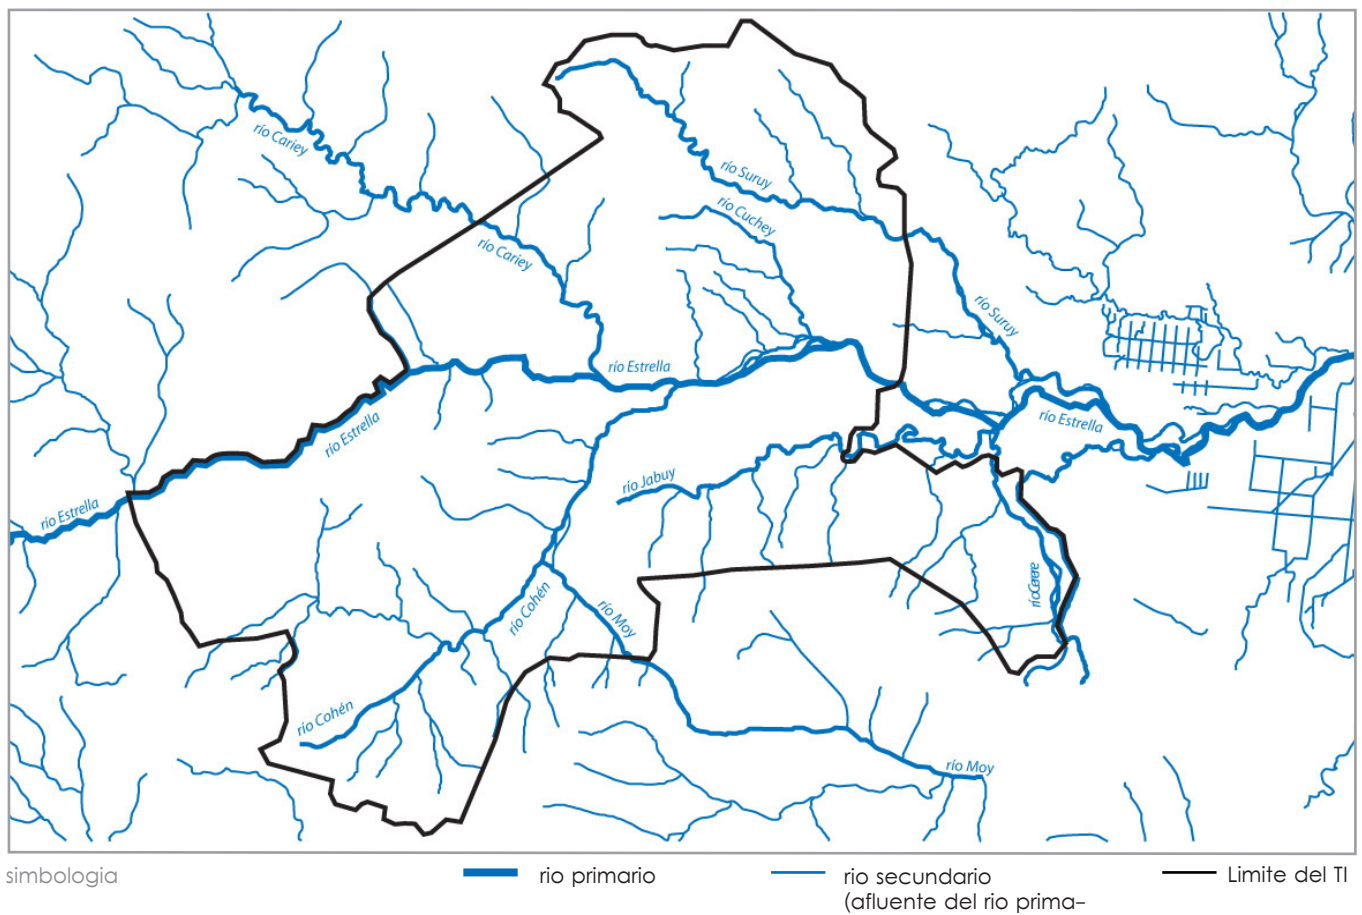 río Cariey
río Suruy
río Cuchey
río Cariey
río Suruy
río Estrella
río Estrella
río Estrella
río Jabuy
río Estrella
río Cohén
río Moy
río Cohén
río Moy
simbologia
rio primario
rio secundario
(afluente del rio prima-
Limite del TI